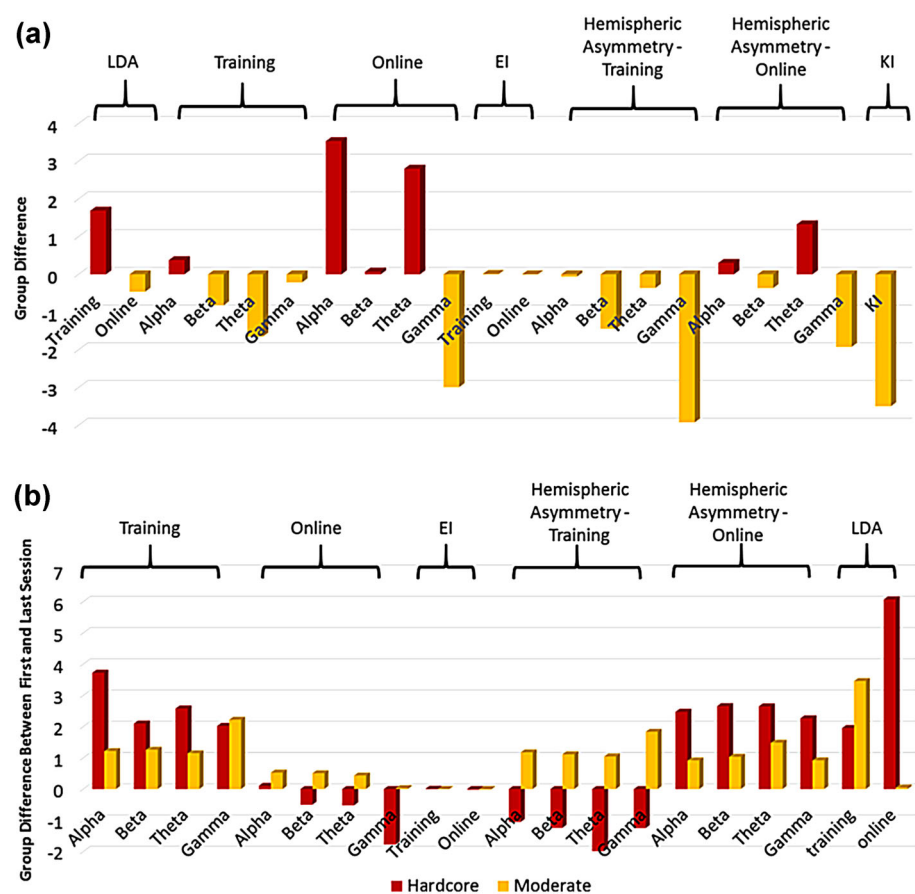 (a)
LDA Training Online EI Hemispheric Asymmetry - Training Hemispheric Asymmetry - Online KI
Group Difference
4
3
2
1
0
-1
-2
-3
-4
Training Online Alpha Beta Theta Gamma Alpha Beta Theta Gamma Training Online Alpha Beta Theta Gamma Alpha Beta Theta Gamma KI
(b)
Training Online EI Hemispheric Asymmetry - Training Hemispheric Asymmetry - Online LDA
Group Difference Between First and Last Session
7
6
5
4
3
2
1
0
-1
-2
Alpha Beta Theta Gamma Alpha Beta Theta Gamma Training Online Alpha Beta Theta Gamma Alpha Beta Theta Gamma training online
Hardcore Moderate